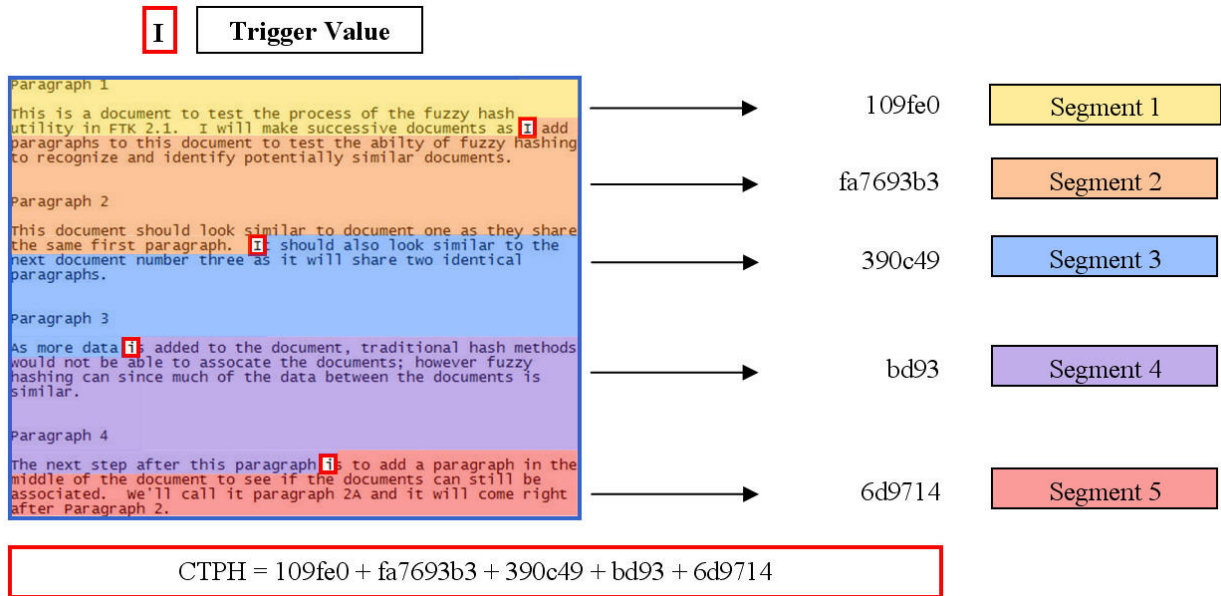 I Trigger Value
Paragraph 1
This is a document to test the process of the fuzzy hash
utility in FTK 2.1. I will make successive documents as I add
paragraphs to this document to test the abilty of fuzzy hashing
to recognize and identify potentially similar documents.
Paragraph 2
This document should look similar to document one as they share
the same first paragraph. It should also look similar to the
next document number three as it will share two identical
paragraphs.
Paragraph 3
As more data is added to the document, traditional hash methods
would not be able to assocate the documents; however fuzzy
hashing can since much of the data between the documents is
similar.
Paragraph 4
The next step after this paragraph is to add a paragraph in the
middle of the document to see if the documents can still be
associated. We'll call it paragraph 2A and it will come right
after Paragraph 2.
109fe0 Segment 1
fa7693b3 Segment 2
390c49 Segment 3
bd93 Segment 4
6d9714 Segment 5
CTPH = 109fe0 + fa7693b3 + 390c49 + bd93 + 6d9714